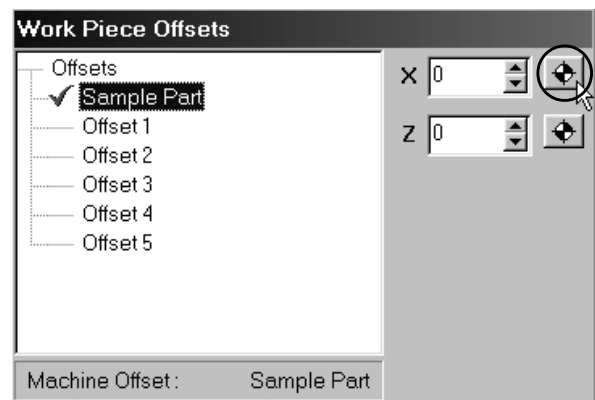 Work Piece Offsets
Offsets
Sample Part
Offset 1
Offset 2
Offset 3
Offset 4
Offset 5
X 0
Z 0
Machine Offset: Sample Part